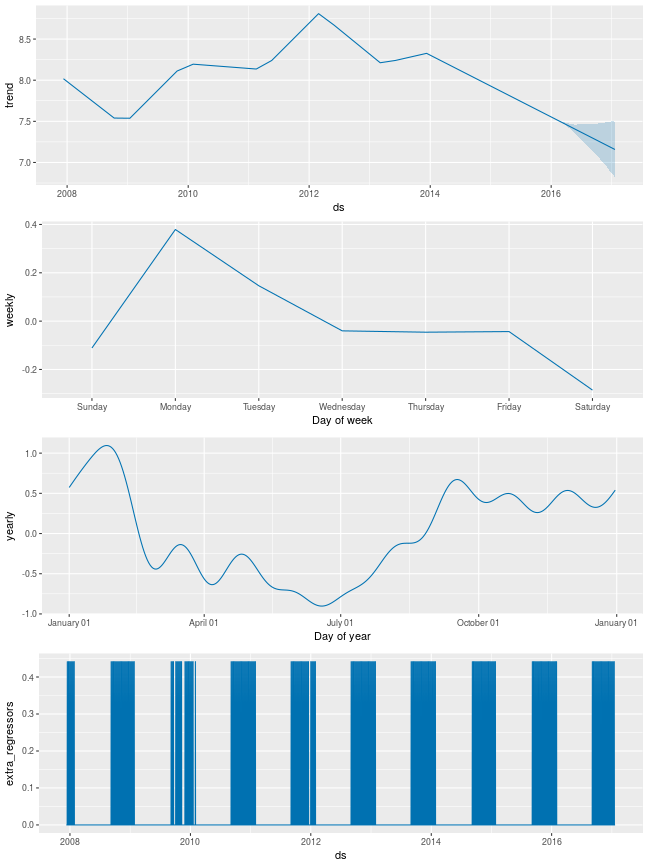 trend
8.5
8.0
7.5
7.0
2008 2010 2012 2014 2016
ds
weekly
0.4
0.2
0.0
-0.2
Sunday Monday Tuesday Wednesday Thursday Friday Saturday
Day of week
yearly
1.0
0.5
0.0
-0.5
-1.0
January 01 April 01 July 01 October 01 January 01
Day of year
extra_regressors
0.4
0.3
0.2
0.1
0.0
2008 2010 2012 2014 2016
ds